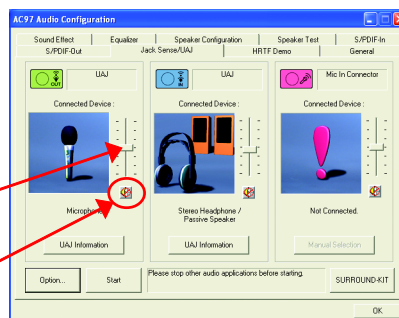 AC97 Audio Configuration
Sound Effect Equalizer Speaker Configuration Speaker Test S/PDIF-In
S/PDIF-Out Jack Sense/UAJ HRTF Demo General
OUT UAJ
IN UAJ
Mic In Connector
Connected Device :
Connected Device :
Connected Device :
Microphone
Stereo Headphone /
Passive Speaker
Not Connected.
UAJ Information
UAJ Information
Manual Selection
Option...
Start
Please stop other audio applications before starting.
SURROUND-KIT
OK